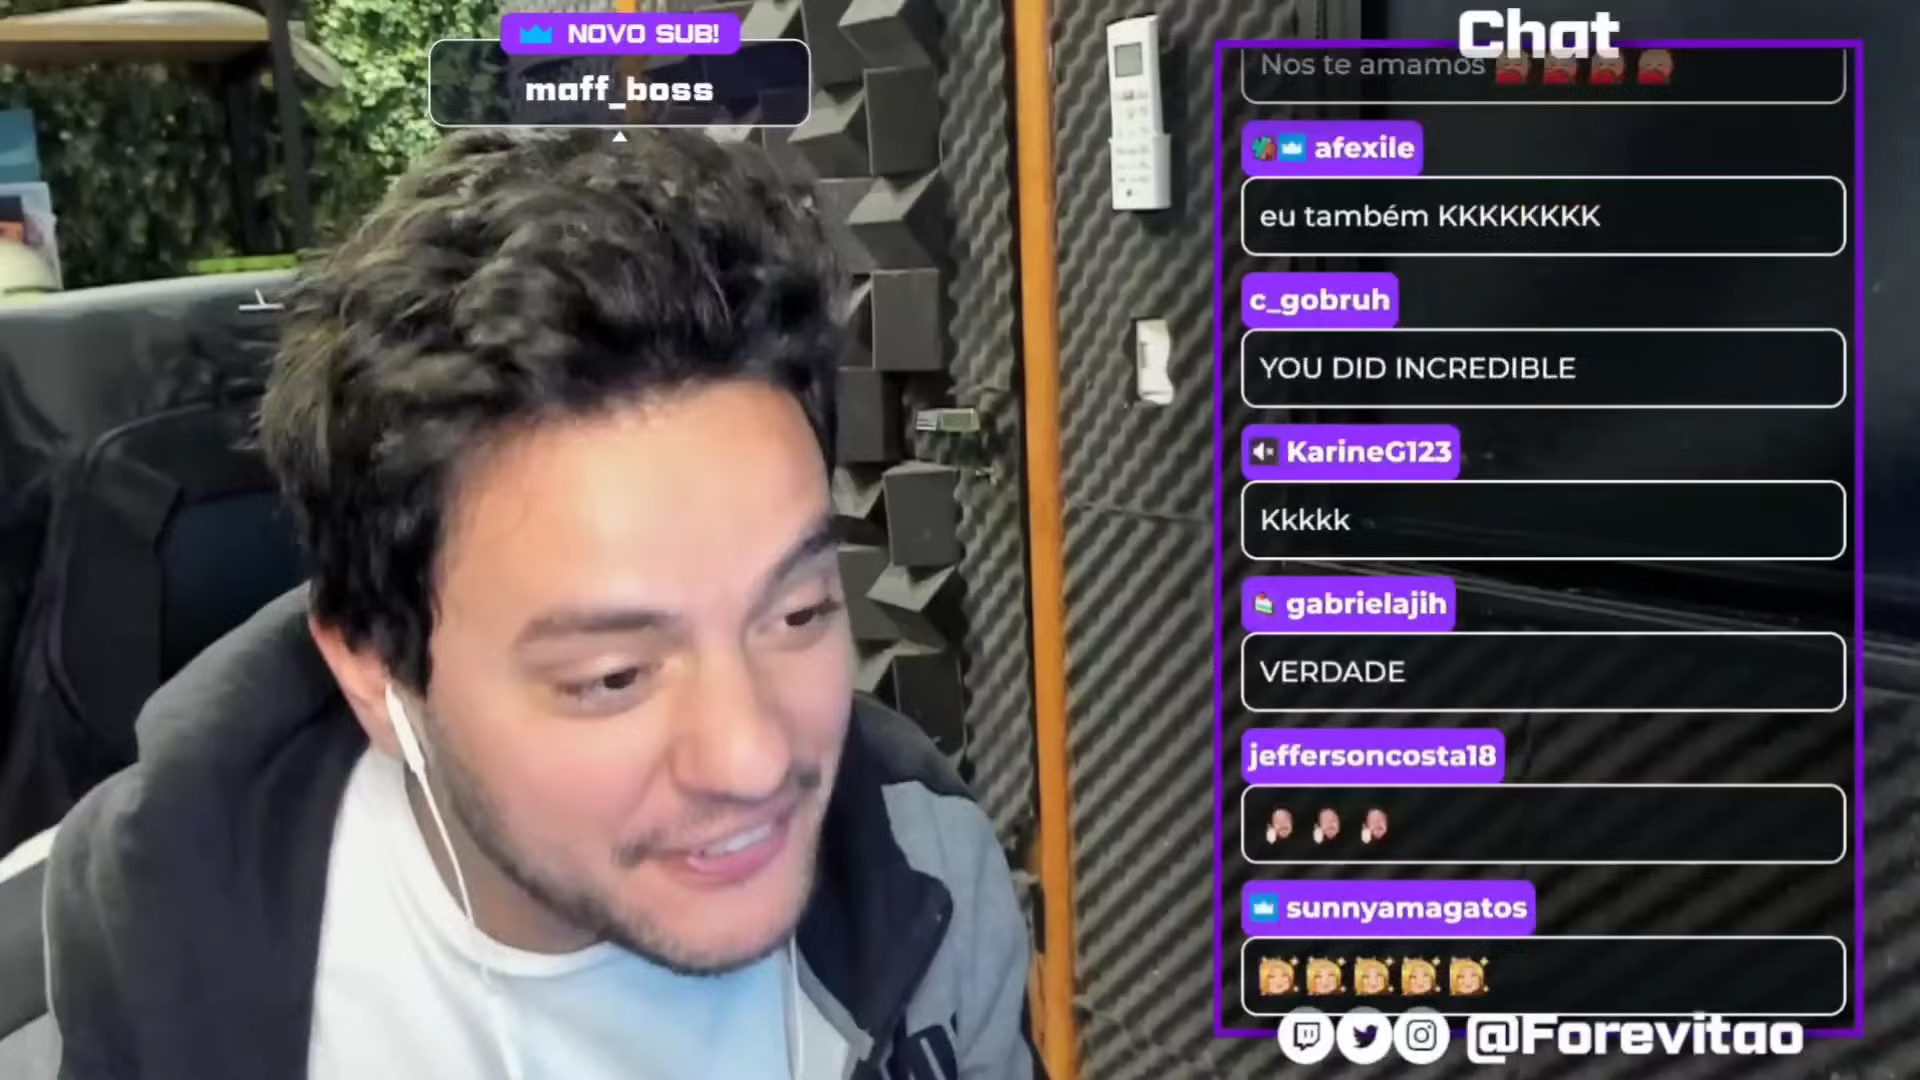 NOVO SUB!
maff_boss
Chat
Nos te amamos
afexile
eu também KKKKKKKK
c_gobruh
YOU DID INCREDIBLE
KarineG123
Kkkkk
gabrielajih
VERDADE
jeffersoncosta18
sunnyamagatos
@Forevitao